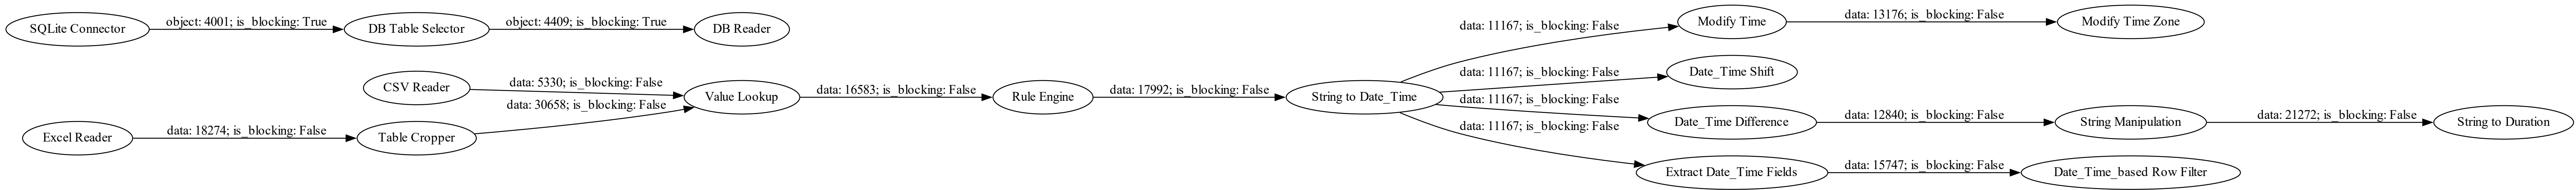 SQLite Connector
object: 4001; is_blocking: True
DB Table Selector
object: 4409; is_blocking: True
DB Reader
CSV Reader
data: 5330; is_blocking: False
Excel Reader
data: 18274; is_blocking: False
Table Cropper
data: 30658; is_blocking: False
Value Lookup
data: 16583; is_blocking: False
Rule Engine
data: 17992; is_blocking: False
String to Date_Time
data: 11167; is_blocking: False
Modify Time
data: 13176; is_blocking: False
Modify Time Zone
data: 11167; is_blocking: False
Date_Time Shift
data: 11167; is_blocking: False
Date_Time Difference
data: 12840; is_blocking: False
String Manipulation
data: 21272; is_blocking: False
String to Duration
data: 11167; is_blocking: False
Extract Date_Time Fields
data: 15747; is_blocking: False
Date_Time_based Row Filter